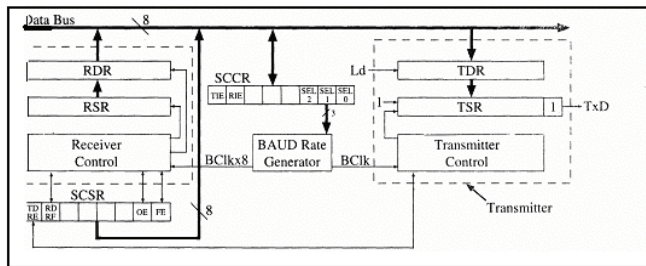 Data Bus 8
RDR
RSR
Receiver
Control
SCSR
TD
RE
RD
RF
OE
FE
8
SCCR
TIE
RIE
SEL
2
SEL
1
SEL
0
3
BClkx8
BAUD Rate
Generator
BClk
Ld
TDR
1
TSR
1
TxD
Transmitter
Control
Transmitter